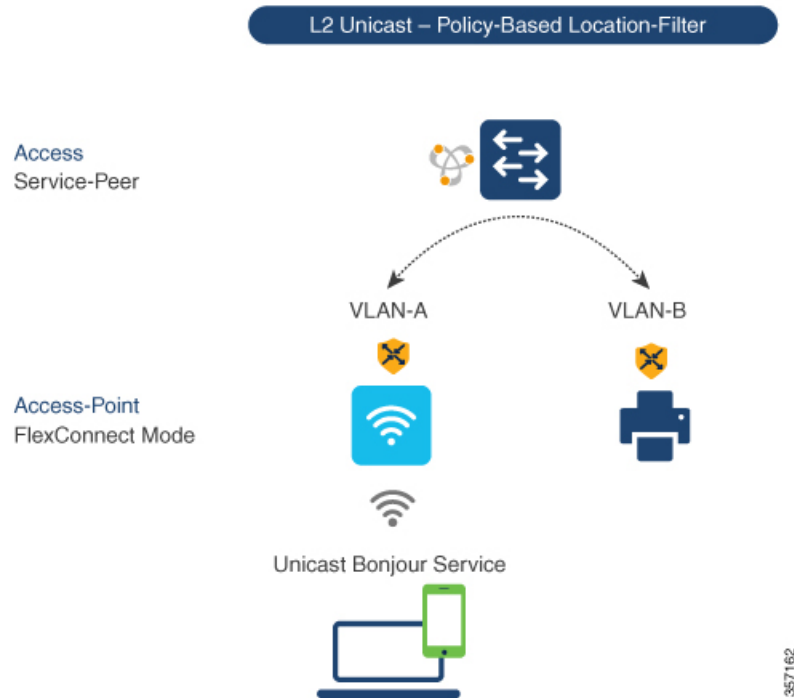 L2 Unicast – Policy-Based Location-Filter
Access
Service-Peer
VLAN-A
VLAN-B
Access-Point
FlexConnect Mode
Unicast Bonjour Service
357162